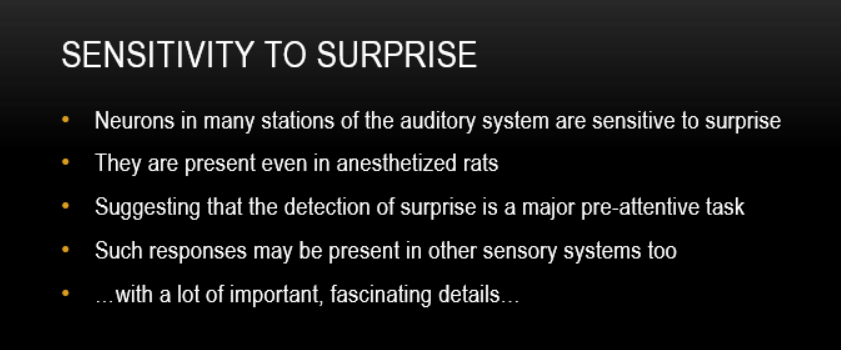 SENSITIVITY TO SURPRISE
• Neurons in many stations of the auditory system are sensitive to surprise
• They are present even in anesthetized rats
• Suggesting that the detection of surprise is a major pre-attentive task
• Such responses may be present in other sensory systems too
• …with a lot of important, fascinating details…